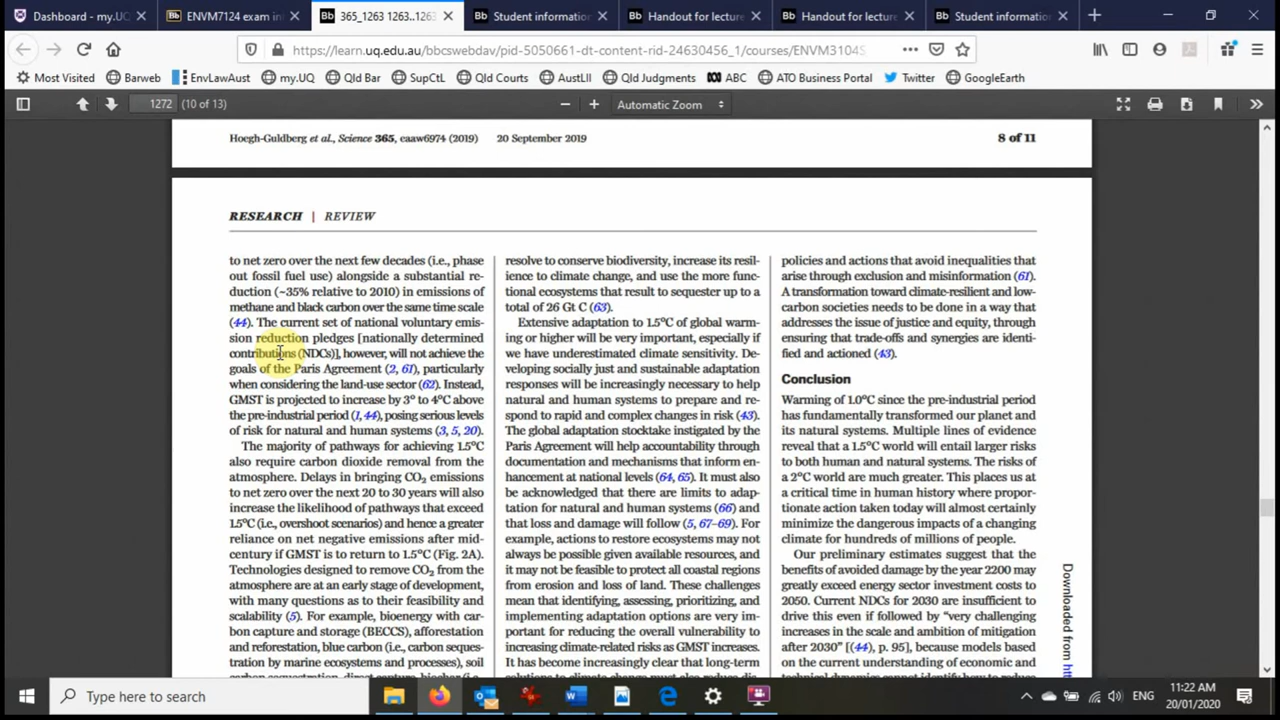 Dashboard - my.U
ENVM7124 exam in
365_1263 1263..1263
Student informatio
Handout for lecture
Handout for lecture
Student informatio
https://learn.uq.edu.au/bbcswebdav/pid-5050661-dt-content-rid-24630456_1/courses/ENVM3104S
Most Visited
Barweb
EnvLawAust
my.UQ
Qld Bar
SupCtL
Qld Courts
AustLII
Qld Judgments
ABC
ATO Business Portal
Twitter
GoogleEarth
1272 (10 of 13)
Automatic Zoom
Hoegh-Guldberg et al., Science 365, eaaw6974 (2019) 20 September 2019
8 of 11
RESEARCH | REVIEW
to net zero over the next few decades (i.e., phase
out fossil fuel use) alongside a substantial re-
duction (~35% relative to 2010) in emissions of
methane and black carbon over the same time scale
(44). The current set of national voluntary emis-
sion reduction pledges [nationally determined
contributions (NDCs)], however, will not achieve the
goals of the Paris Agreement (2, 61), particularly
when considering the land-use sector (62). Instead,
GMST is projected to increase by 3° to 4°C above
the pre-industrial period (1, 44), posing serious levels
of risk for natural and human systems (3, 5, 20).
The majority of pathways for achieving 1.5°C
also require carbon dioxide removal from the
atmosphere. Delays in bringing CO₂ emissions
to net zero over the next 20 to 30 years will also
increase the likelihood of pathways that exceed
1.5°C (i.e., overshoot scenarios) and hence a greater
reliance on net negative emissions after mid-
century if GMST is to return to 1.5°C (Fig. 2A).
Technologies designed to remove CO₂ from the
atmosphere are at an early stage of development,
with many questions as to their feasibility and
scalability (5). For example, bioenergy with car-
bon capture and storage (BECCS), afforestation
and reforestation, blue carbon (i.e., carbon seques-
tration by marine ecosystems and processes), soil
resolve to conserve biodiversity, increase its resil-
ience to climate change, and use the more func-
tional ecosystems that result to sequester up to a
total of 26 Gt C (63).
Extensive adaptation to 1.5°C of global warm-
ing or higher will be very important, especially if
we have underestimated climate sensitivity. De-
veloping socially just and sustainable adaptation
responses will be increasingly necessary to help
natural and human systems to prepare and re-
spond to rapid and complex changes in risk (43).
The global adaptation stocktake instigated by the
Paris Agreement will help accountability through
documentation and mechanisms that inform en-
hancement at national levels (64, 65). It must also
be acknowledged that there are limits to adap-
tation for natural and human systems (66) and
that loss and damage will follow (5, 67–69). For
example, actions to restore ecosystems may not
always be possible given available resources, and
it may not be feasible to protect all coastal regions
from erosion and loss of land. These challenges
mean that identifying, assessing, prioritizing, and
implementing adaptation options are very im-
portant for reducing the overall vulnerability to
increasing climate-related risks as GMST increases.
It has become increasingly clear that long-term
policies and actions that avoid inequalities that
arise through exclusion and misinformation (61).
A transformation toward climate-resilient and low-
carbon societies needs to be done in a way that
addresses the issue of justice and equity, through
ensuring that trade-offs and synergies are identi-
fied and actioned (43).
Conclusion
Warming of 1.0°C since the pre-industrial period
has fundamentally transformed our planet and
its natural systems. Multiple lines of evidence
reveal that a 1.5°C world will entail larger risks
to both human and natural systems. The risks of
a 2°C world are much greater. This places us at
a critical time in human history where propor-
tionate action taken today will almost certainly
minimize the dangerous impacts of a changing
climate for hundreds of millions of people.
Our preliminary estimates suggest that the
benefits of avoided damage by the year 2200 may
greatly exceed energy sector investment costs to
2050. Current NDCs for 2030 are insufficient to
drive this even if followed by “very challenging
increases in the scale and ambition of mitigation
after 2030” [(44), p. 95], because models based
on the current understanding of economic and
Downloaded from
Type here to search
ENG
11:22 AM
20/01/2020